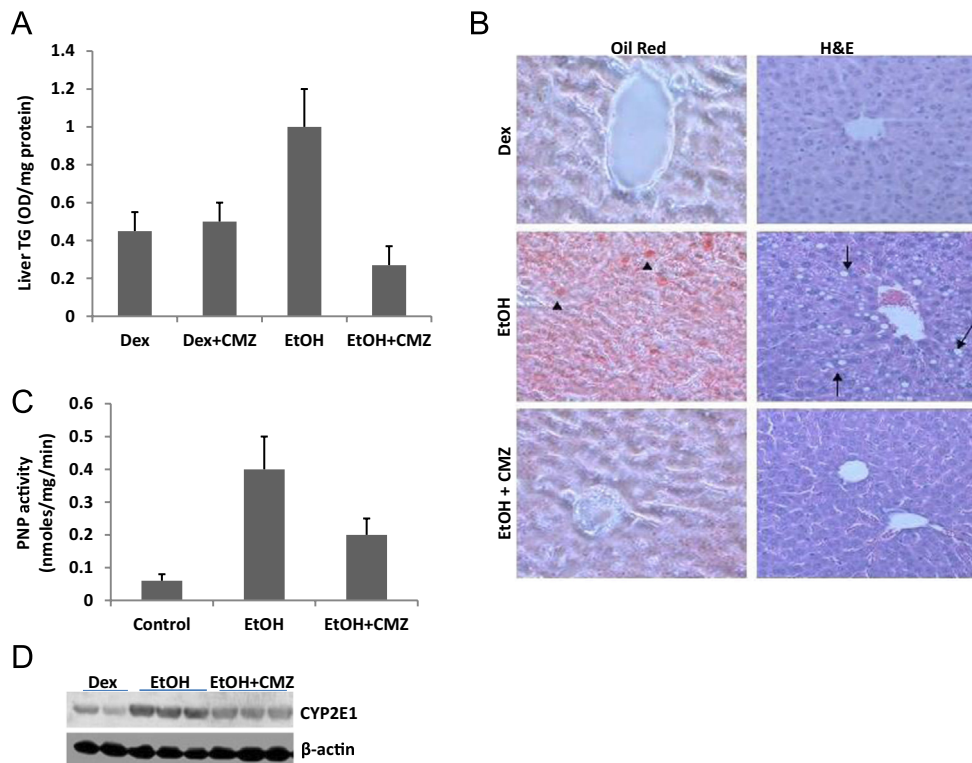 A
Liver TG (OD/mg protein)
1.4
1.2
1
0.8
0.6
0.4
0.2
0
Dex Dex+CMZ EtOH EtOH+CMZ
B
Oil Red H&E
Dex
EtOH
EtOH + CMZ
C
PNP activity
(nmoles/mg/min)
0.6
0.5
0.4
0.3
0.2
0.1
0
Control EtOH EtOH+CMZ
D
Dex EtOH EtOH+CMZ
CYP2E1
β-actin